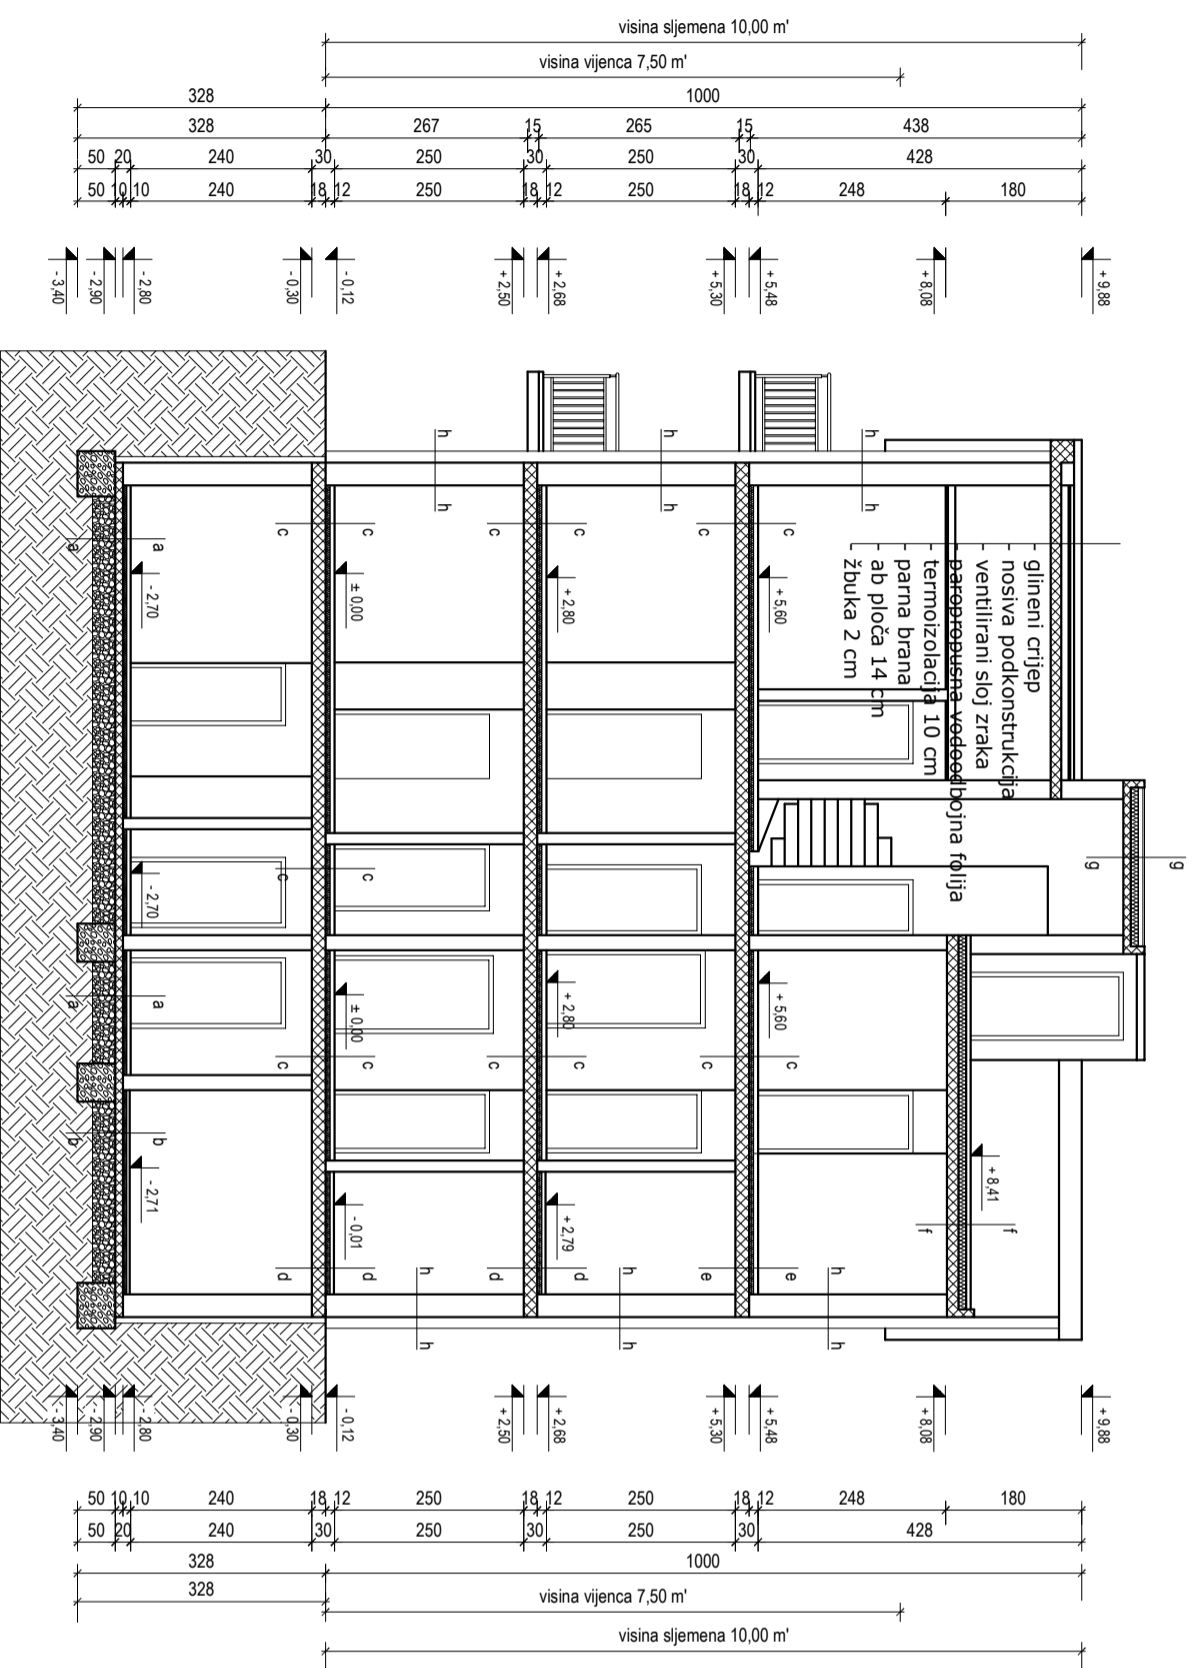 visina sljemena 10,00 m'
visina vijenca 7,50 m'
328 1000
328 267 15 265 15 438
50 20 240 30 250 30 250 30 428
50 10 10 240 18 12 250 18 12 250 18 12 248 180
- 3,40 - 2,90 - 2,80 - 0,30 - 0,12 + 2,50 + 2,68 + 5,30 + 5,48 + 8,08 + 9,88
h h h
h h h
c c c c c c
a a
- 2,70 ± 0,00 + 2,80 + 5,60
glineni crijep
nosiva podkonstrukcija
ventilirani sloj zraka
paropropusna vodoodbojna folija
termoizolacija 10 cm
parna brana
ab ploča 14 cm
žbuka 2 cm
g g
c c
- 2,70
a a
± 0,00 + 2,80 + 5,60
c c c c c c
b b
- 2,71 - 0,01 + 2,79 + 8,41
f f
d d d d e e
h h h
h h h
- 3,40 - 2,90 - 2,80 - 0,30 - 0,12 + 2,50 + 2,68 + 5,30 + 5,48 + 8,08 + 9,88
50 10 10 240 18 12 250 18 12 250 18 12 248 180
50 20 240 30 250 30 250 30 428
328 1000
328
visina vijenca 7,50 m'
visina sljemena 10,00 m'